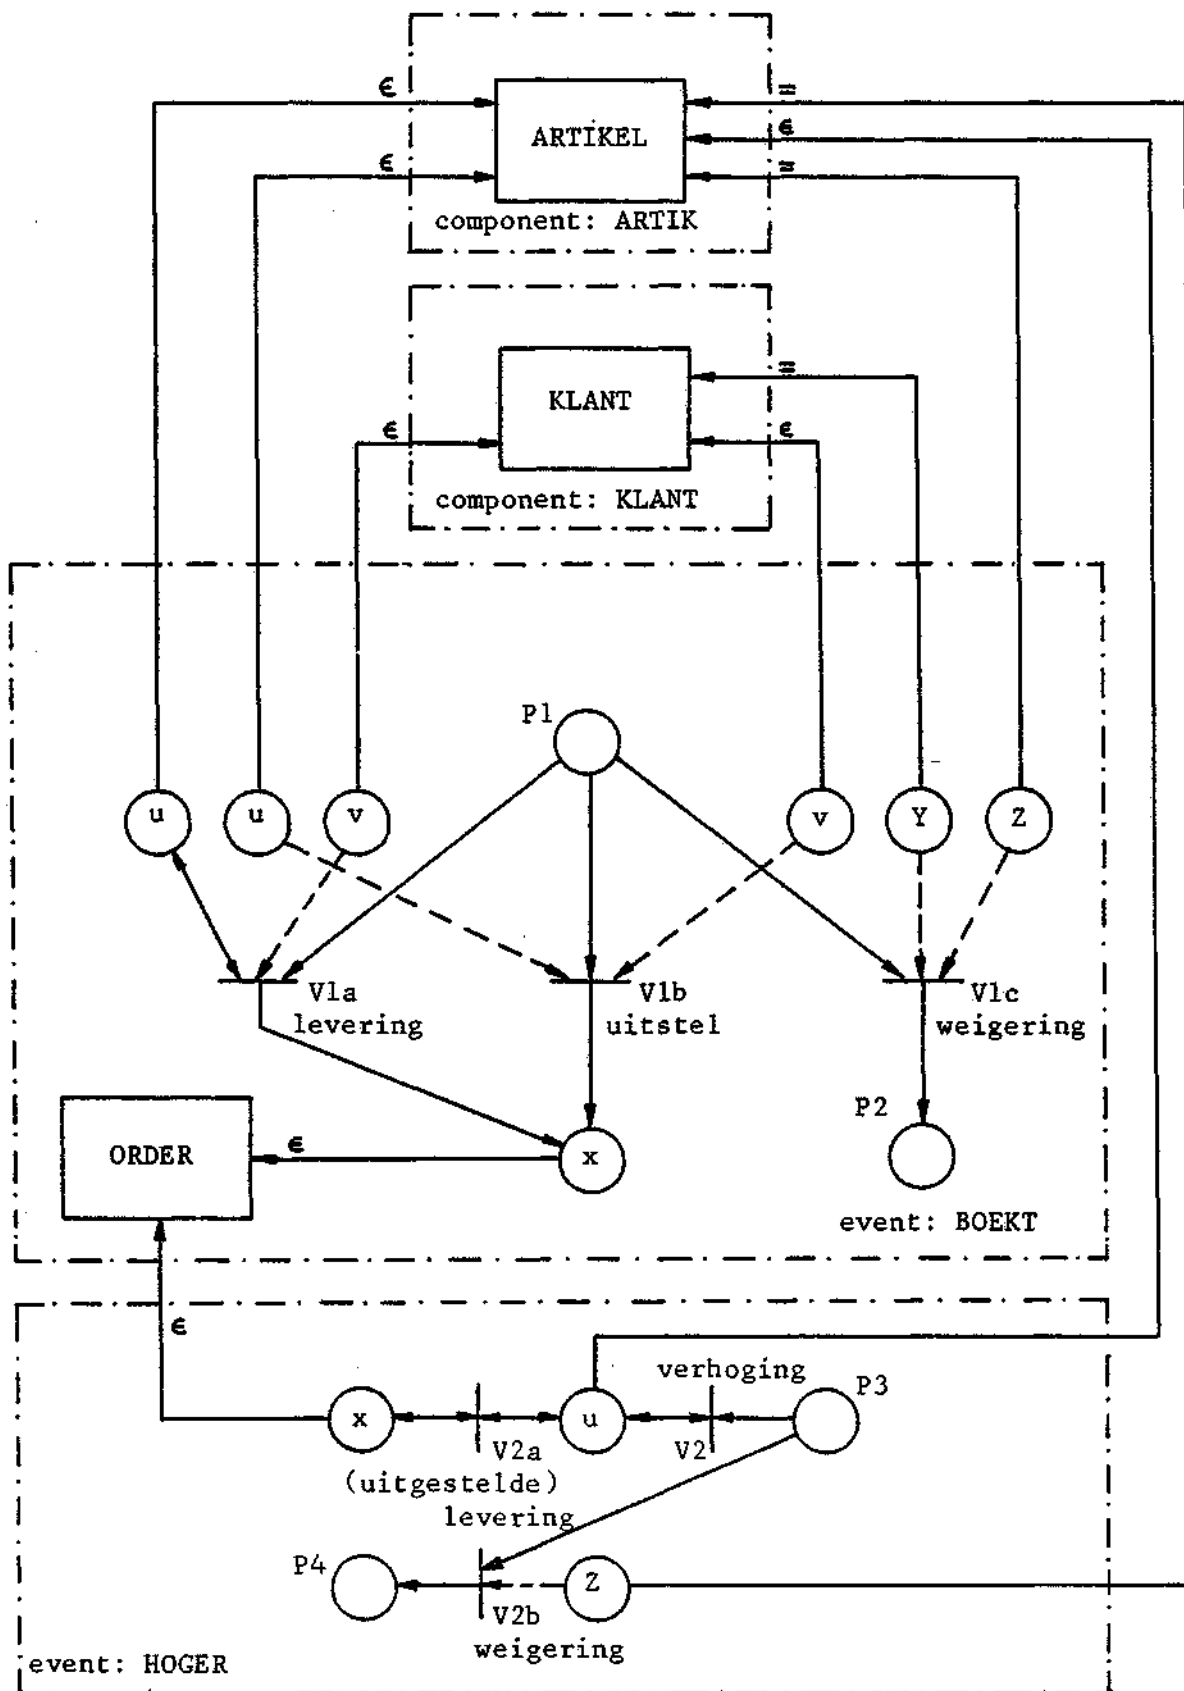 ϵ
=
ϵ
ARTIKEL
ϵ
=
component: ARTIK
=
KLANT
ϵ
ϵ
component: KLANT
P1
u
u
v
v
Y
Z
V1a
levering
V1b
uitstel
V1c
weigering
P2
ORDER
ϵ
x
event: BOEKT
ϵ
verhoging
P3
x
u
V2a
V2
(uitgestelde)
levering
P4
Z
V2b
weigering
event: HOGER